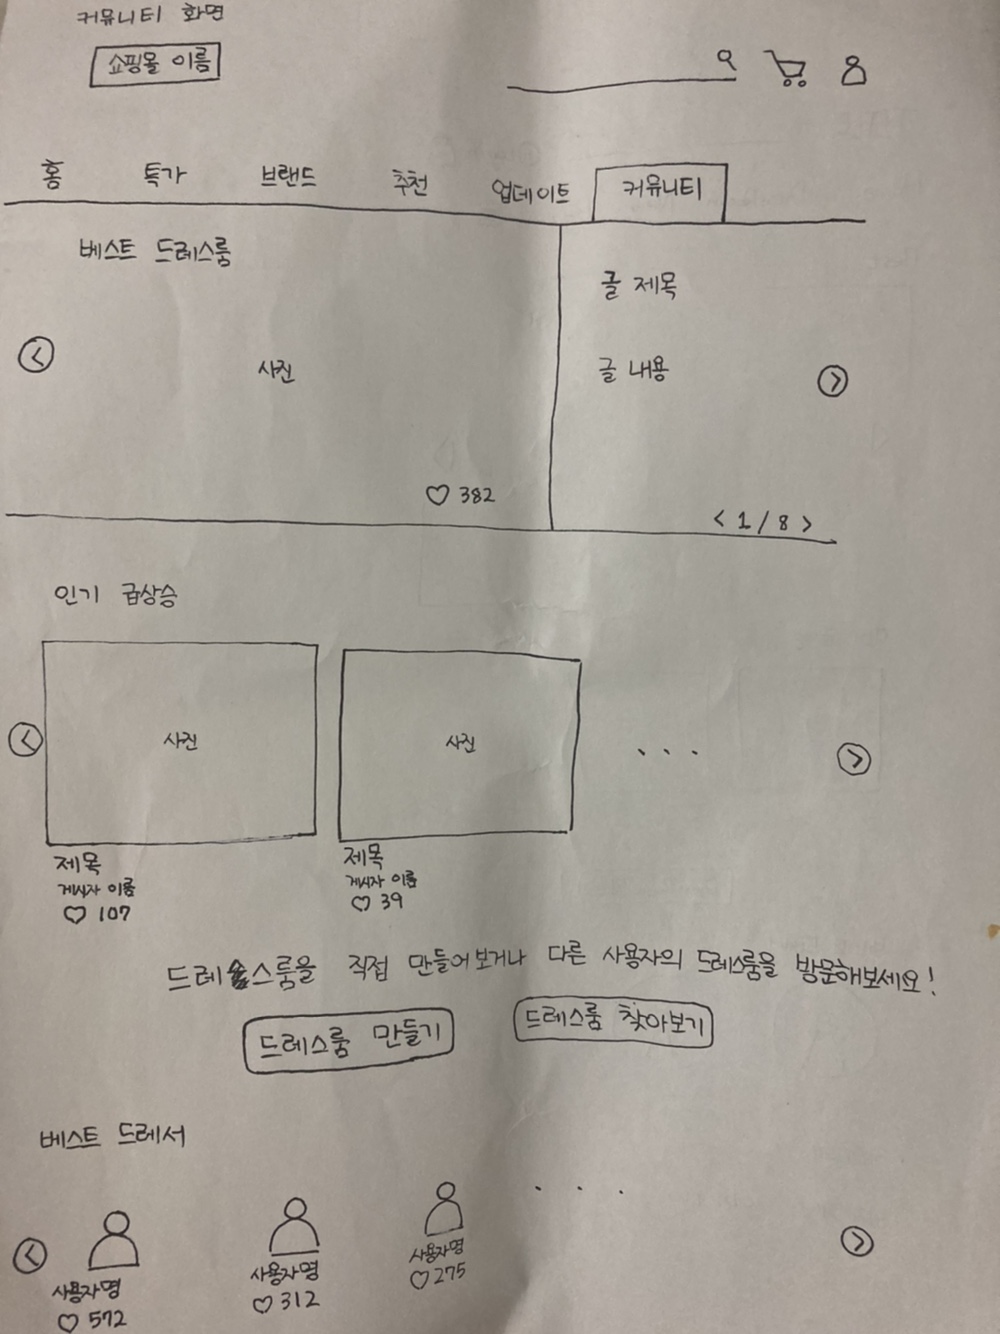 커뮤니티 화면
쇼핑몰 이름
홍 특가 브랜드 추천 업데이트 커뮤니티
베스트 드레스룸
글 제목
사진
글 내용
382
< 1 / 8 >
인기 급상승
사진 사진 . . .
제목 제목
게시자 이름 게시자 이름
♡ 107 ♡ 39
드레스룸을 직접 만들어보거나 다른 사용자의 드레스룸을 방문해보세요!
드레스룸 만들기 드레스룸 찾아보기
베스트 드레서
. . .
사용자명 사용자명 사용자명
♡ 572 ♡ 312 ♡ 275